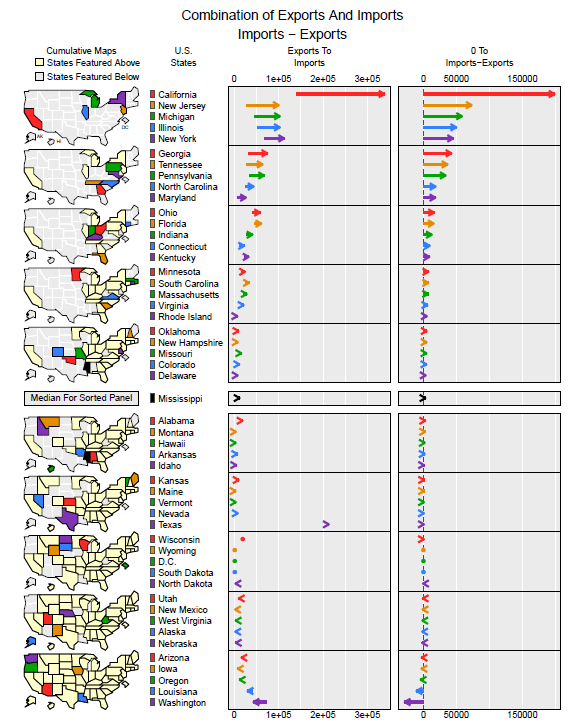 Combination of Exports And Imports
Imports − Exports
Cumulative Maps
States Featured Above
States Featured Below
U.S.
States
Exports To
Imports
0 To
Imports−Exports
0 1e+05 2e+05 3e+05
0 50000 150000
California
New Jersey
Michigan
Illinois
New York
AK
HI
DC
Georgia
Tennessee
Pennsylvania
North Carolina
Maryland
Ohio
Florida
Indiana
Connecticut
Kentucky
Minnesota
South Carolina
Massachusetts
Virginia
Rhode Island
Oklahoma
New Hampshire
Missouri
Colorado
Delaware
Median For Sorted Panel
Mississippi
Alabama
Montana
Hawaii
Arkansas
Idaho
Kansas
Maine
Vermont
Nevada
Texas
Wisconsin
Wyoming
D.C.
South Dakota
North Dakota
Utah
New Mexico
West Virginia
Alaska
Nebraska
Arizona
Iowa
Oregon
Louisiana
Washington
0 1e+05 2e+05 3e+05
0 50000 150000